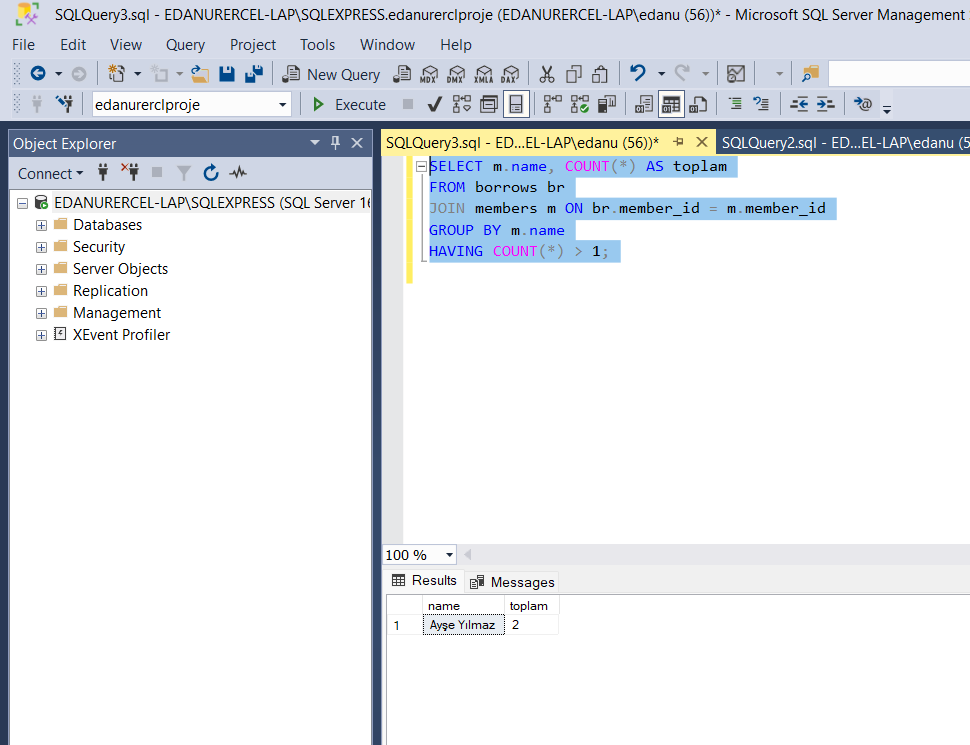 SQLQuery3.sql - EDANURERCEL-LAP\SQLEXPRESS.edanurerclproje (EDANURERCEL-LAP\edanu (56))* - Microsoft SQL Server Management
File Edit View Query Project Tools Window Help
New Query MDX DMX XMLA DAX
edanurerclproje Execute
Object Explorer
Connect
EDANURERCEL-LAP\SQLEXPRESS (SQL Server 16
Databases
Security
Server Objects
Replication
Management
XEvent Profiler
SQLQuery3.sql - ED...EL-LAP\edanu (56))* SQLQuery2.sql - ED...EL-LAP\edanu (5
SELECT m.name, COUNT(*) AS toplam
FROM borrows br
JOIN members m ON br.member_id = m.member_id
GROUP BY m.name
HAVING COUNT(*) > 1;
100 %
Results Messages
name toplam
1 Ayşe Yılmaz 2